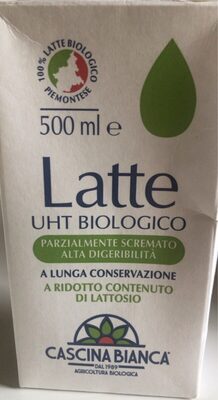 100% LATTE BIOLOGICO
PIEMONTESE
500 ml e
Latte
UHT BIOLOGICO
PARZIALMENTE SCREMATO
ALTA DIGERIBILITÀ
A LUNGA CONSERVAZIONE
A RIDOTTO CONTENUTO
DI LATTOSIO
CASCINA BIANCA
DAL 1989
AGRICOLTURA BIOLOGICA